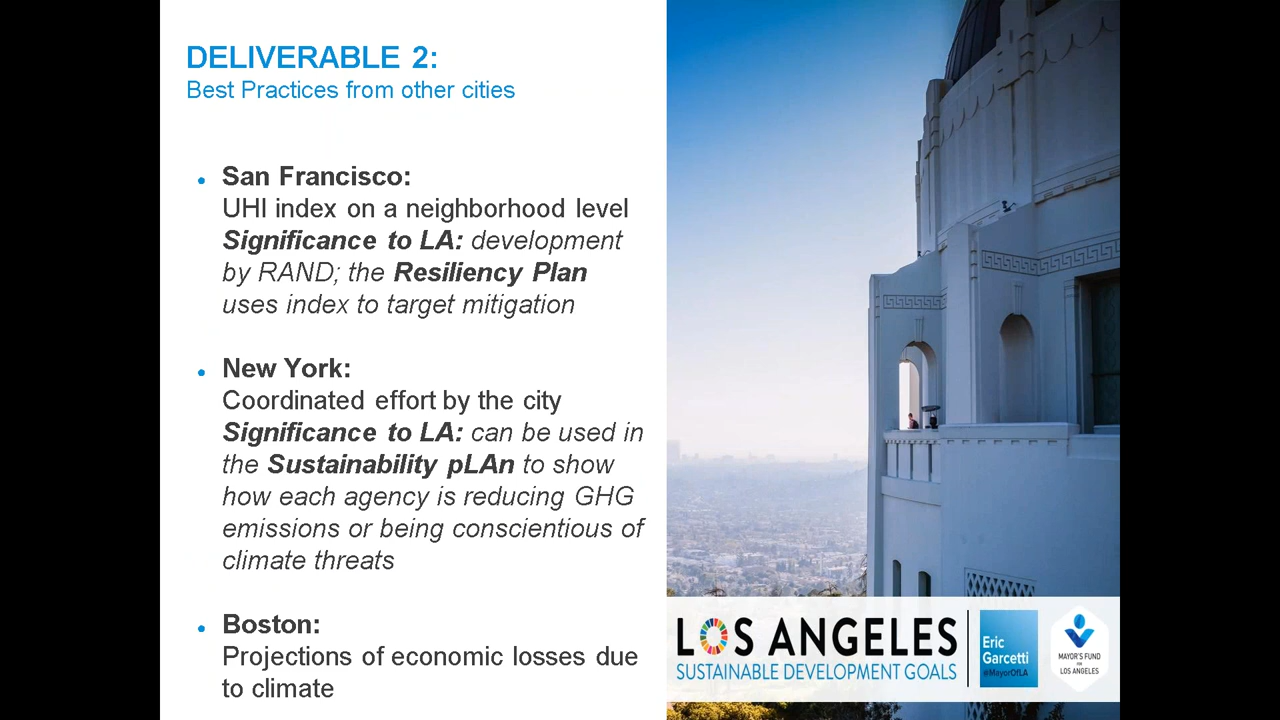 DELIVERABLE 2:
Best Practices from other cities
San Francisco:
UHI index on a neighborhood level
Significance to LA: development
by RAND; the Resiliency Plan
uses index to target mitigation
New York:
Coordinated effort by the city
Significance to LA: can be used in
the Sustainability pLAn to show
how each agency is reducing GHG
emissions or being conscientious of
climate threats
Boston:
Projections of economic losses due
to climate
LOS ANGELES
SUSTAINABLE DEVELOPMENT GOALS
Eric
Garcetti
@MayorOfLA
MAYOR'S FUND
FOR
LOS ANGELES